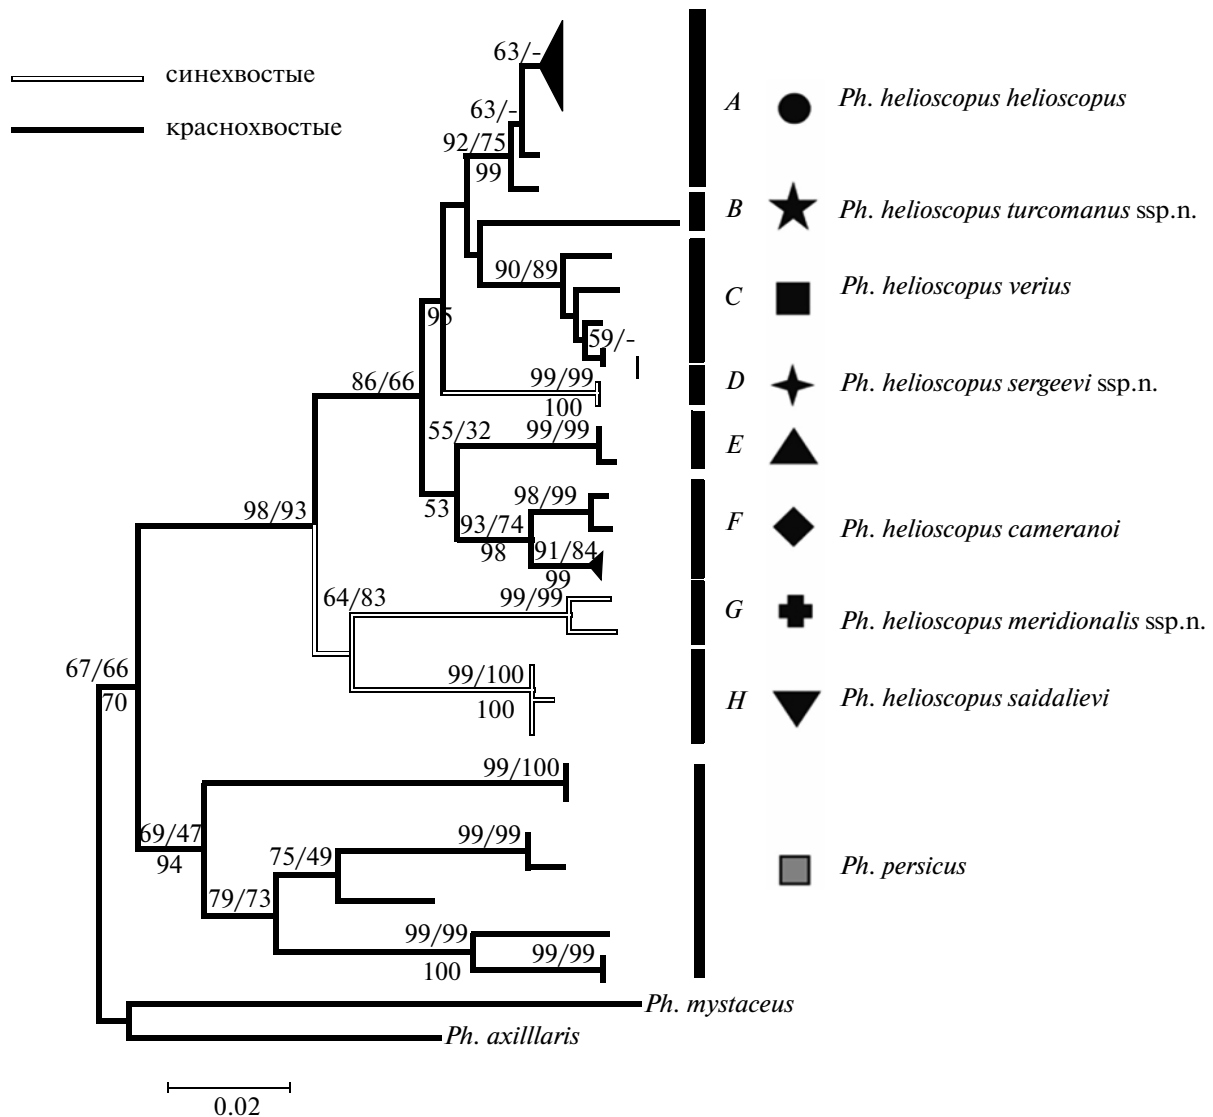 синехвостые
краснохвостые
63/-
63/-
92/75
99
90/89
95
59/-
99/99
100
86/66
55/32
99/99
53
98/99
93/74
98
91/84
99
98/93
64/83
99/99
99/100
100
67/66
70
99/100
69/47
94
99/99
75/49
79/73
99/99
100
99/99
A Ph. helioscopus helioscopus
B Ph. helioscopus turcomanus ssp.n.
C Ph. helioscopus verius
D Ph. helioscopus sergeevi ssp.n.
E
F Ph. helioscopus cameranoi
G Ph. helioscopus meridionalis ssp.n.
H Ph. helioscopus saidalievi
Ph. persicus
Ph. mystaceus
Ph. axilllaris
0.02